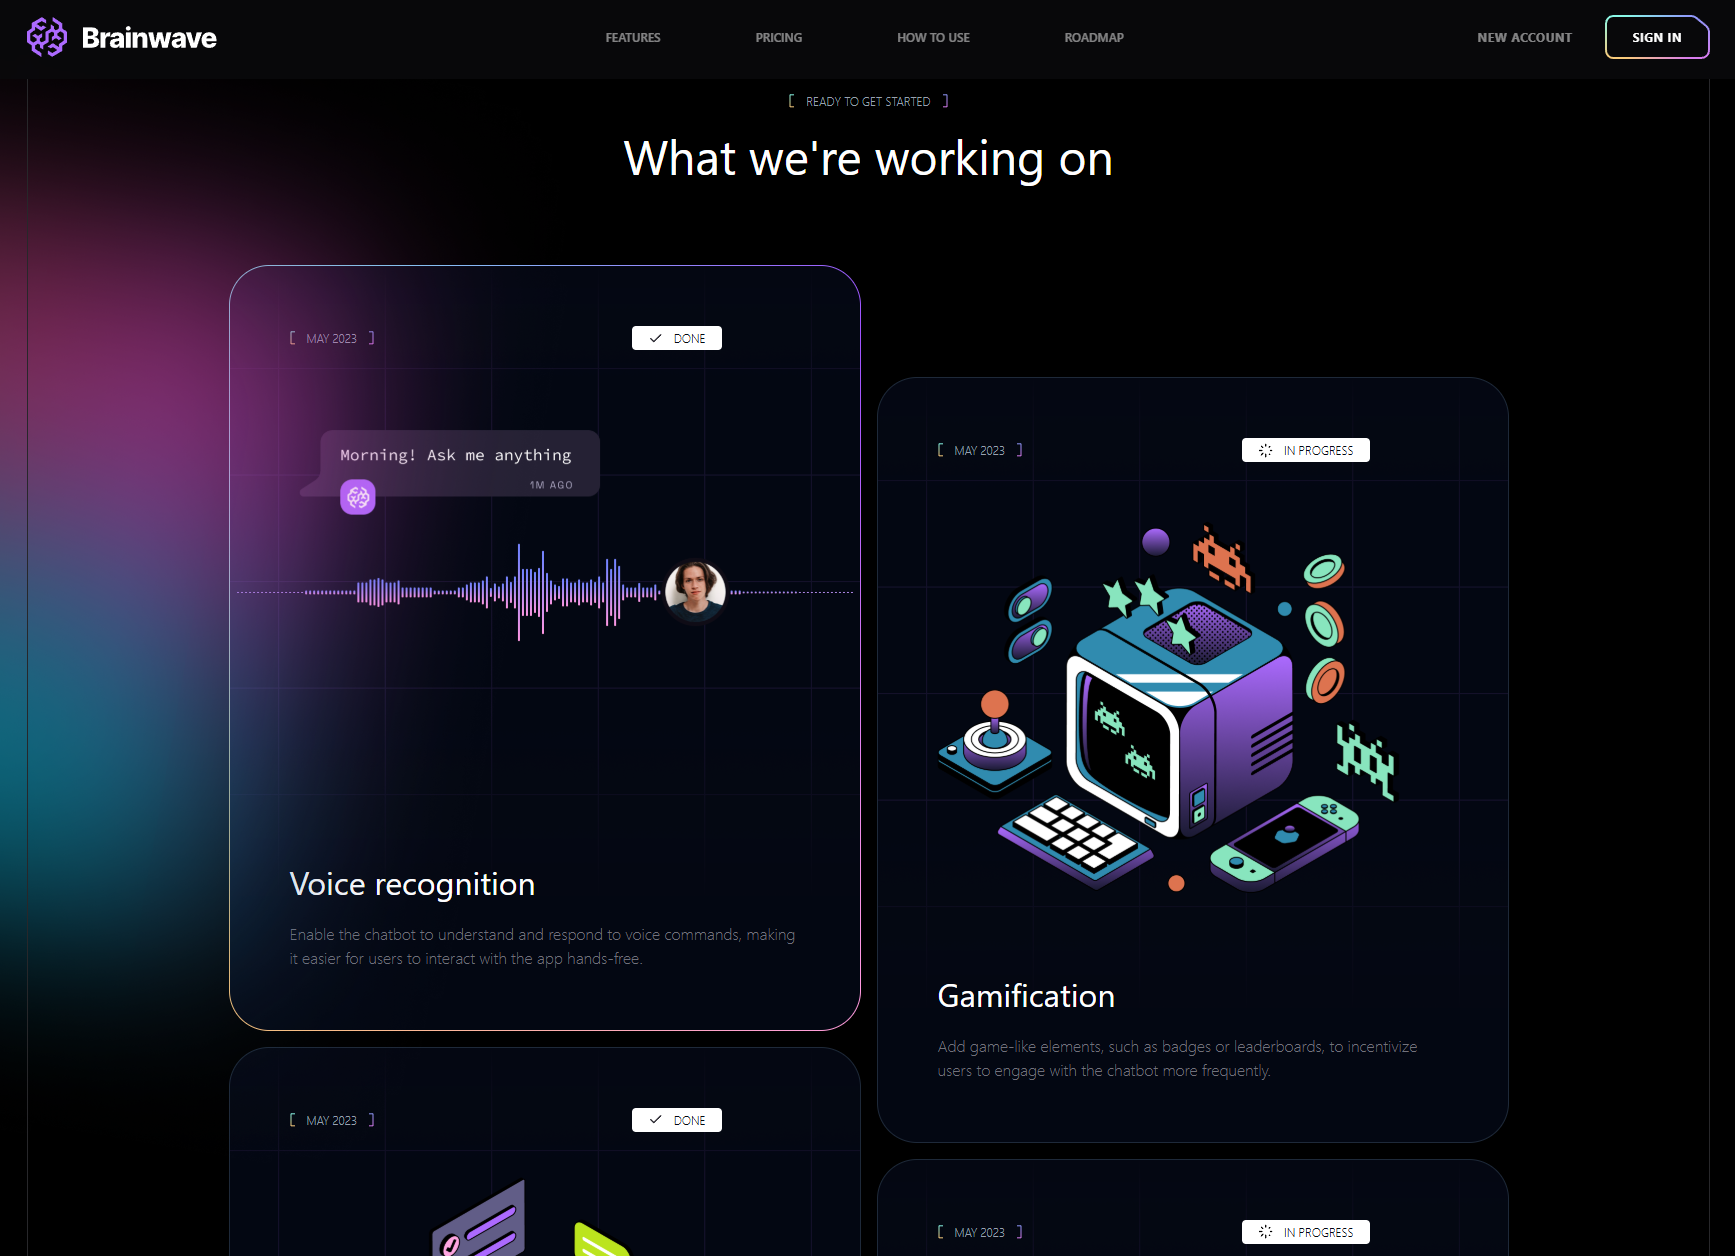 Brainwave
FEATURES
PRICING
HOW TO USE
ROADMAP
NEW ACCOUNT
SIGN IN
[ READY TO GET STARTED ]
What we're working on
[ MAY 2023 ]
DONE
Morning! Ask me anything
1M AGO
Voice recognition
Enable the chatbot to understand and respond to voice commands, making
it easier for users to interact with the app hands-free.
[ MAY 2023 ]
IN PROGRESS
Gamification
Add game-like elements, such as badges or leaderboards, to incentivize
users to engage with the chatbot more frequently.
[ MAY 2023 ]
DONE
[ MAY 2023 ]
IN PROGRESS